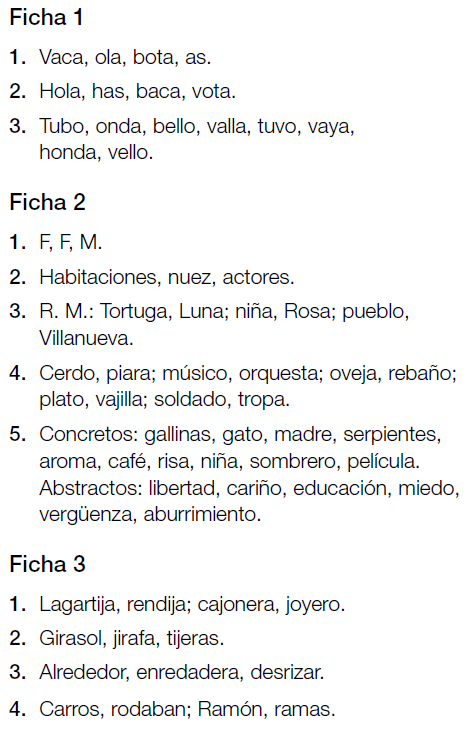 Ficha 1
1. Vaca, ola, bota, as.
2. Hola, has, baca, vota.
3. Tubo, onda, bello, valla, tuvo, vaya,
honda, vello.
Ficha 2
1. F, F, M.
2. Habitaciones, nuez, actores.
3. R. M.: Tortuga, Luna; niña, Rosa; pueblo,
Villanueva.
4. Cerdo, piara; músico, orquesta; oveja, rebaño;
plato, vajilla; soldado, tropa.
5. Concretos: gallinas, gato, madre, serpientes,
aroma, café, risa, niña, sombrero, película.
Abstractos: libertad, cariño, educación, miedo,
vergüenza, aburrimiento.
Ficha 3
1. Lagartija, rendija; cajonera, joyero.
2. Girasol, jirafa, tijeras.
3. Alrededor, enredadera, desrizar.
4. Carros, rodaban; Ramón, ramas.